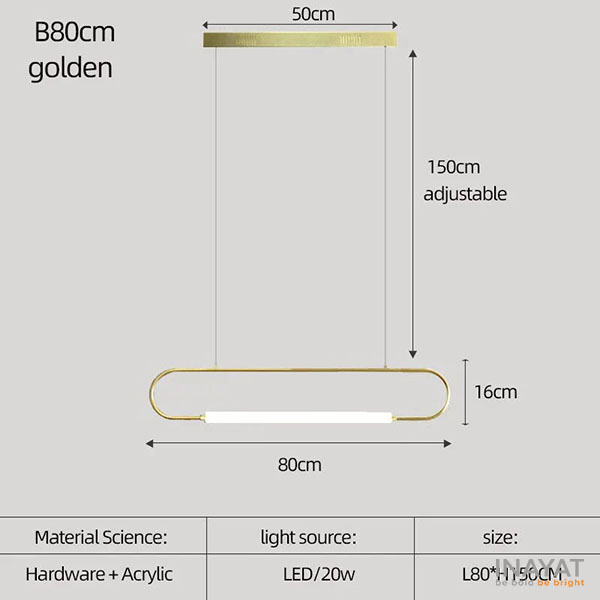 B80cm
golden
50cm
150cm
adjustable
16cm
80cm
Material Science: light source: size:
Hardware + Acrylic LED/20w L80*H150CM
INAYAT
be bold be bright